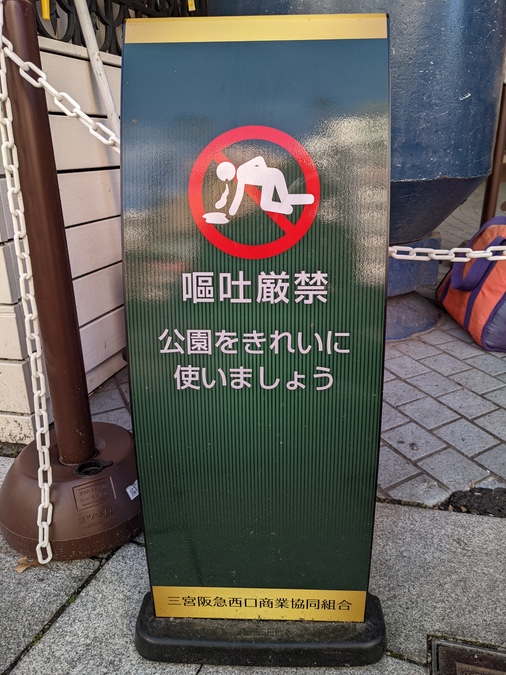 嘔吐厳禁
公園をきれいに
使いましょう
三宮阪急西口商業協同組合